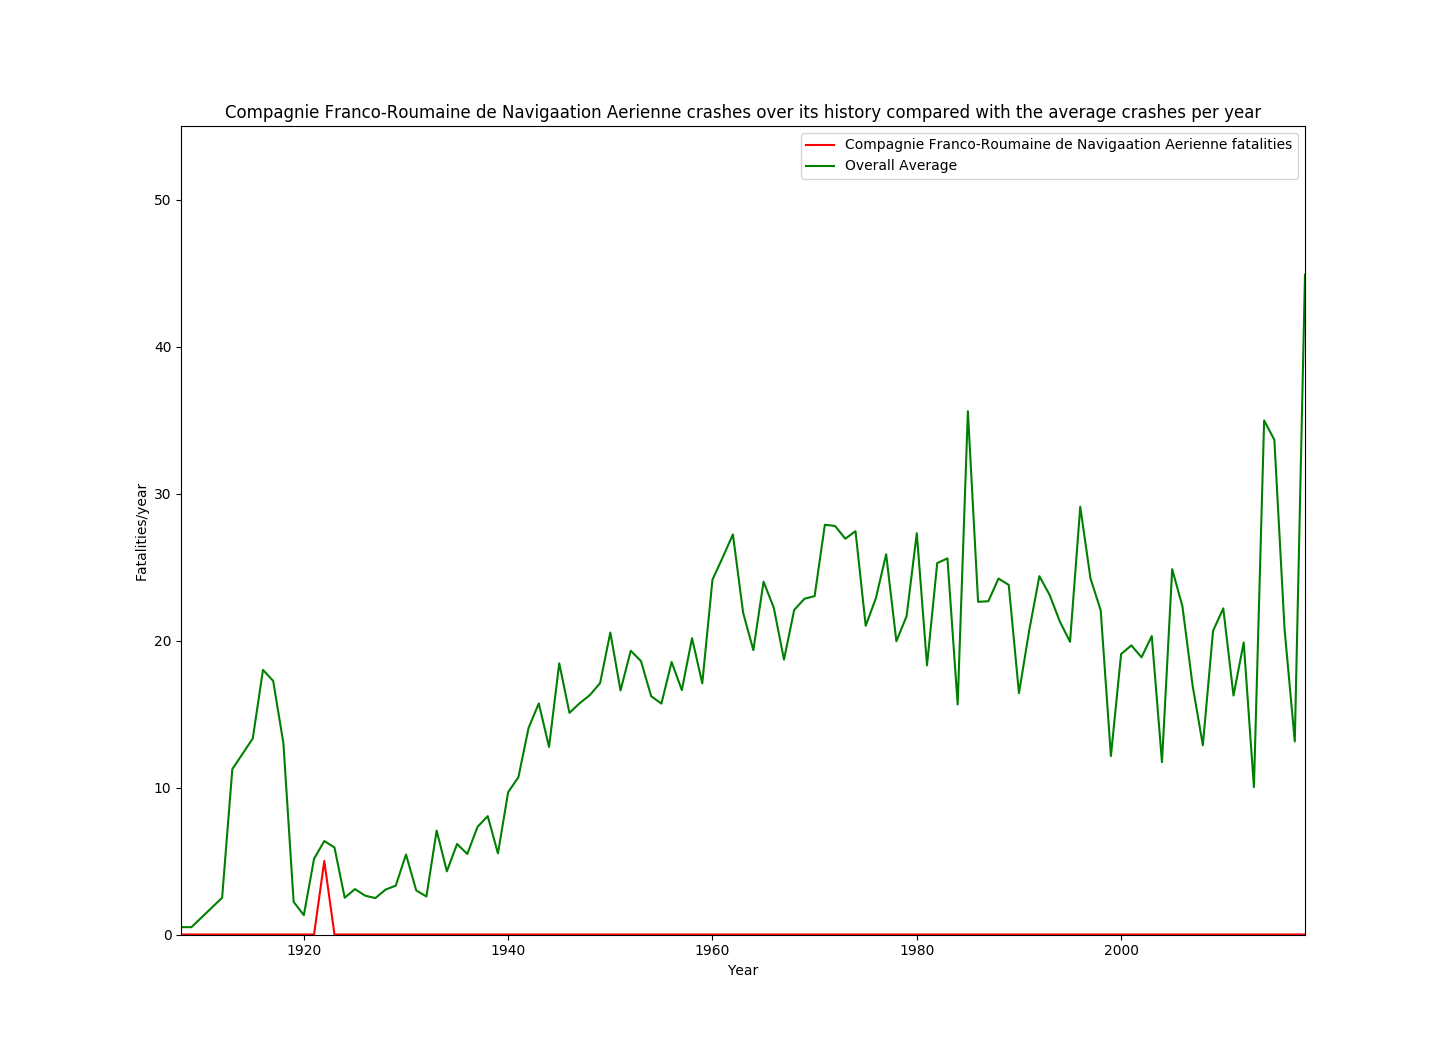 Compagnie Franco-Roumaine de Navigaation Aerienne crashes over its history compared with the average crashes per year
Compagnie Franco-Roumaine de Navigaation Aerienne fatalities
Overall Average
50
40
30
20
10
0
Fatalities/year
1920 1940 1960 1980 2000
Year